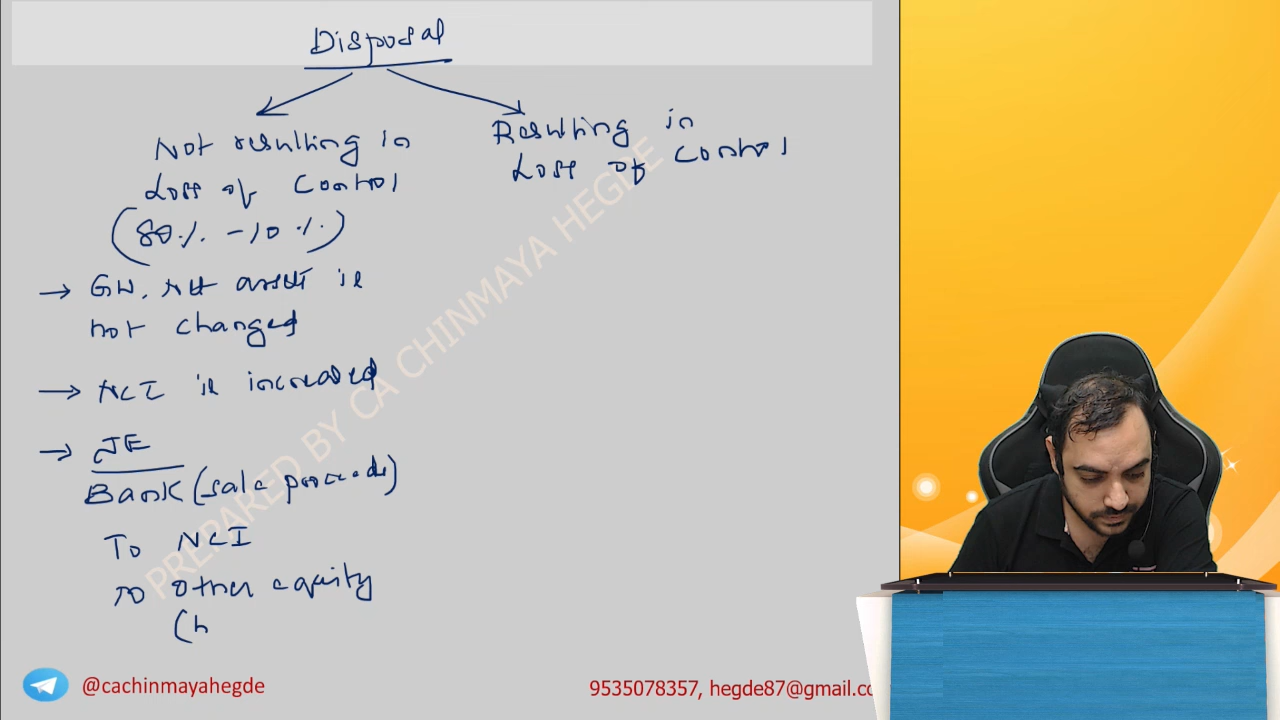 Disposal
Not resulting in
Loss of Control
(80% - 10%)
→ GW, Net asset is
not changed
→ NCI is increased
→ JE
Bank (sale proceeds)
To NCI
To other equity
(b
Resulting in
Loss of Control
PREPARED BY CA CHINMAYA HEGDE
@cachinmayahegde
9535078357, hegde87@gmail.co